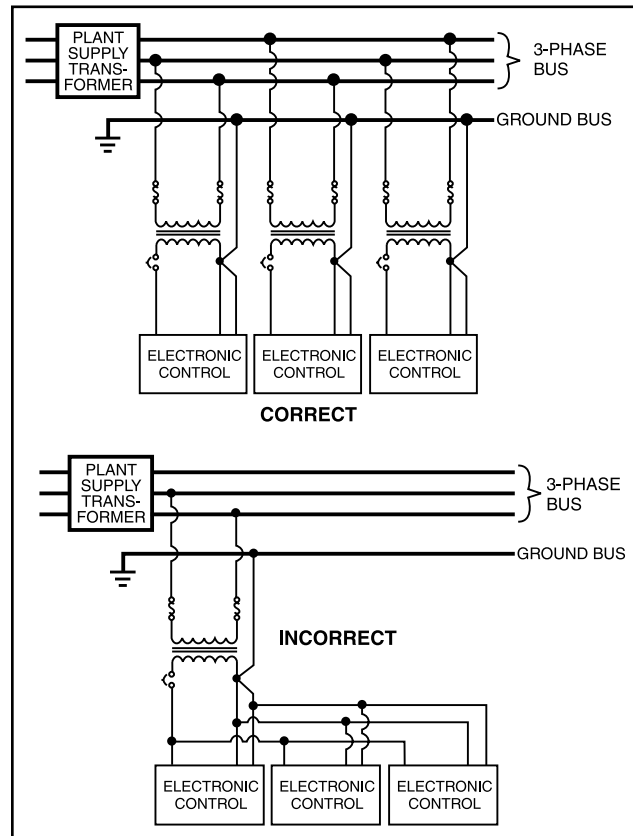 PLANT
SUPPLY
TRANS-
FORMER
3-PHASE
BUS
GROUND BUS
ELECTRONIC
CONTROL
ELECTRONIC
CONTROL
ELECTRONIC
CONTROL
CORRECT
PLANT
SUPPLY
TRANS-
FORMER
3-PHASE
BUS
GROUND BUS
INCORRECT
ELECTRONIC
CONTROL
ELECTRONIC
CONTROL
ELECTRONIC
CONTROL